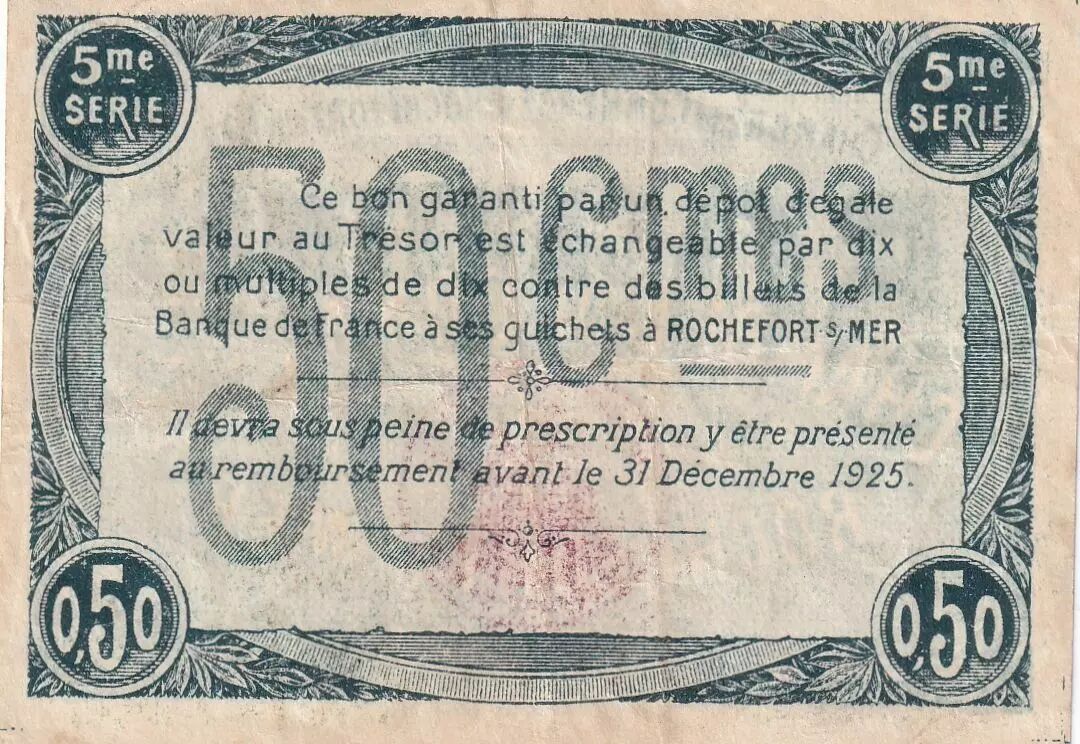 5me
SERIE
5me
SERIE
50 Cmes
Ce bon garanti par un dépot d'égale
valeur au Trésor est échangeable par dix
ou multiples de dix contre des billets de la
Banque de France à ses guichets à ROCHEFORT s/MER
Il devra sous peine de prescription y être présenté
au remboursement avant le 31 Décembre 1925.
0,50
0,50